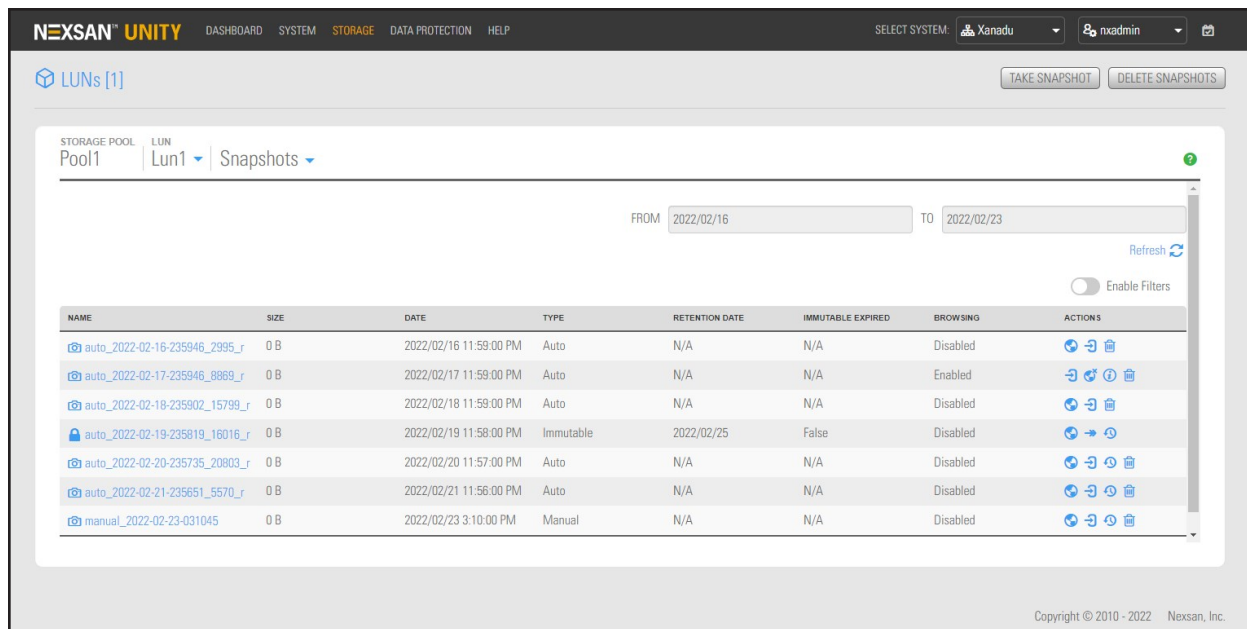 NEXSAN™ UNITY DASHBOARD SYSTEM STORAGE DATA PROTECTION HELP SELECT SYSTEM: Xanadu nxadmin
LUNs [1] TAKE SNAPSHOT DELETE SNAPSHOTS
STORAGE POOL LUN
Pool1 Lun1 Snapshots
FROM 2022/02/16 TO 2022/02/23
Refresh
Enable Filters
NAME SIZE DATE TYPE RETENTION DATE IMMUTABLE EXPIRED BROWSING ACTIONS
auto_2022-02-16-235946_2995_r 0 B 2022/02/16 11:59:00 PM Auto N/A N/A Disabled
auto_2022-02-17-235946_8869_r 0 B 2022/02/17 11:59:00 PM Auto N/A N/A Enabled
auto_2022-02-18-235902_15799_r 0 B 2022/02/18 11:59:00 PM Auto N/A N/A Disabled
auto_2022-02-19-235819_16016_r 0 B 2022/02/19 11:58:00 PM Immutable 2022/02/25 False Disabled
auto_2022-02-20-235735_20803_r 0 B 2022/02/20 11:57:00 PM Auto N/A N/A Disabled
auto_2022-02-21-235651_5570_r 0 B 2022/02/21 11:56:00 PM Auto N/A N/A Disabled
manual_2022-02-23-031045 0 B 2022/02/23 3:10:00 PM Manual N/A N/A Disabled
Copyright © 2010 - 2022 Nexsan, Inc.